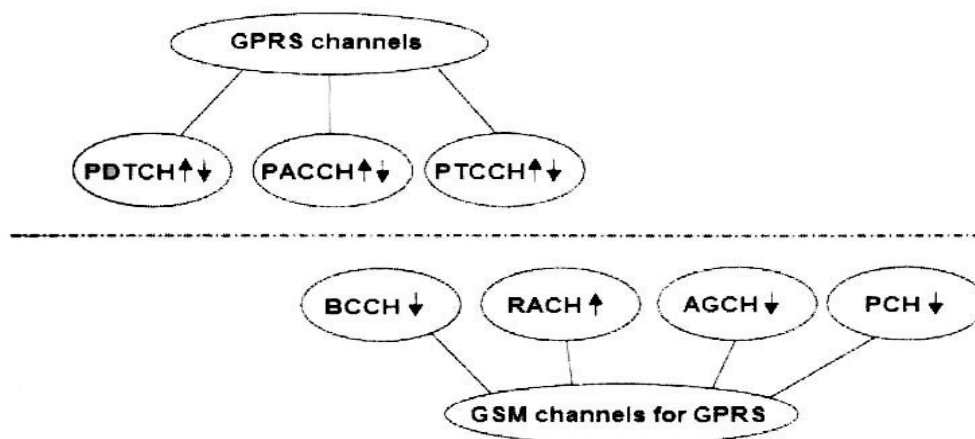 GPRS channels
PDTCH↑↓ PACCH↑↓ PTCCH↑↓
BCCH↓ RACH↑ AGCH↓ PCH↓
GSM channels for GPRS